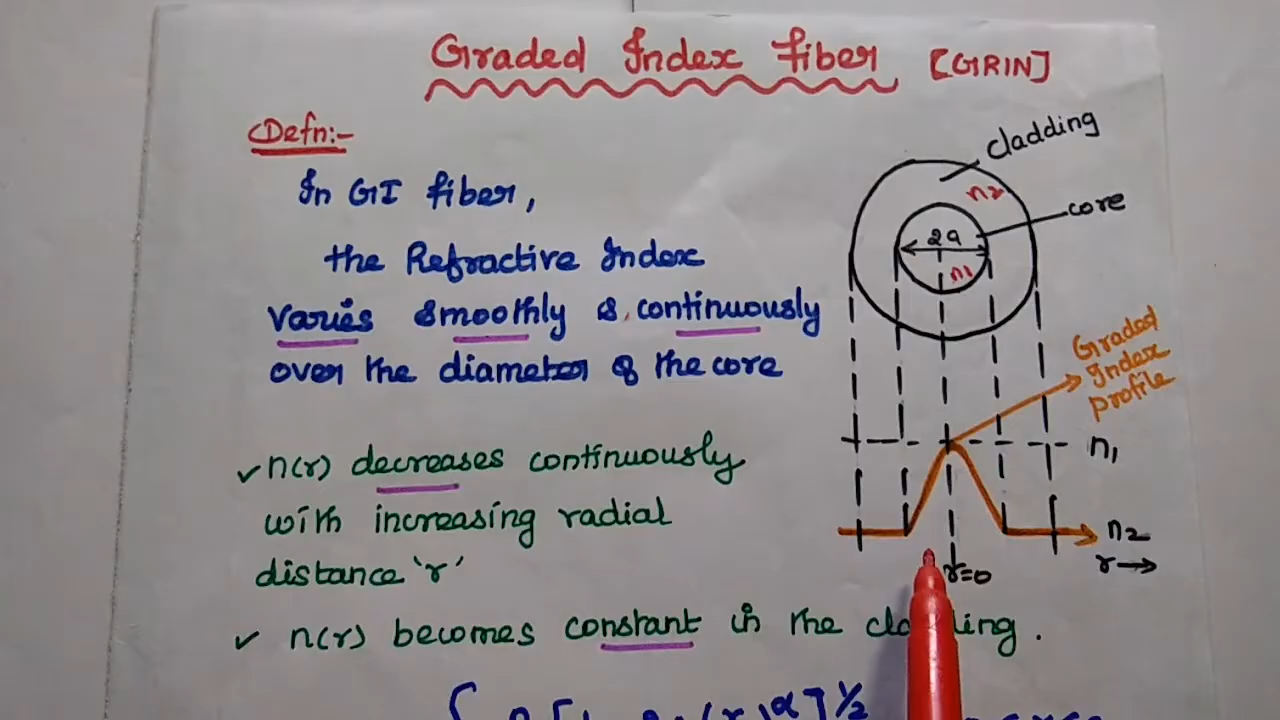 Graded Index Fiber [GRIN]
Defn:-
In GI fiber,
the Refractive Index
varies smoothly & continuously
over the diameter of the core
✓ n(r) decreases continuously
with increasing radial
distance 'r'
✓ n(r) becomes constant in the cladding.
cladding
n2
core
2a
n1
Graded
Index
profile
n1
n2
r=0
r→